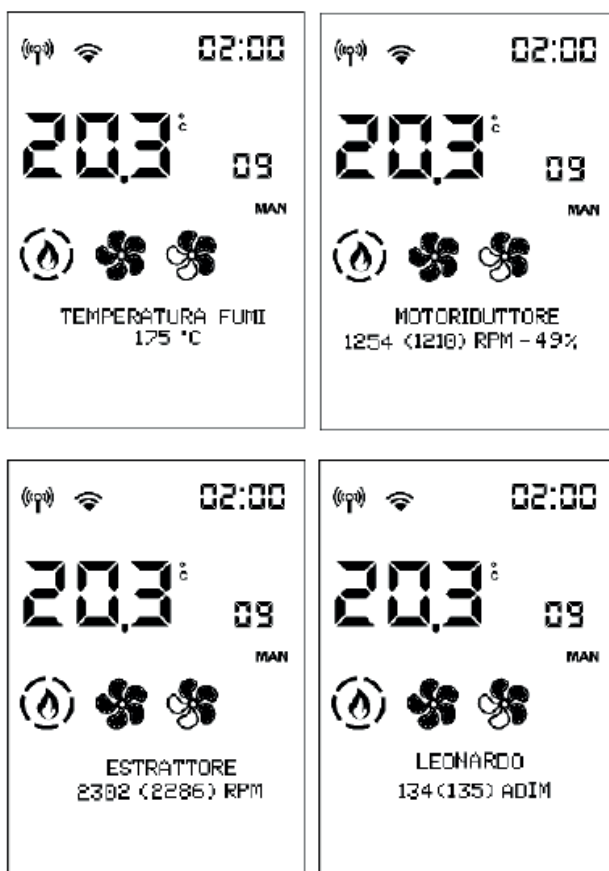 02:00
20.3 °C
09
MAN
TEMPERATURA FUMI
175 °C
02:00
20.3 °C
09
MAN
MOTORIDUTTORE
1254 (1210) RPM - 49%
02:00
20.3 °C
09
MAN
ESTRATTORE
2302 (2286) RPM
02:00
20.3 °C
09
MAN
LEONARDO
134(135) ADIM